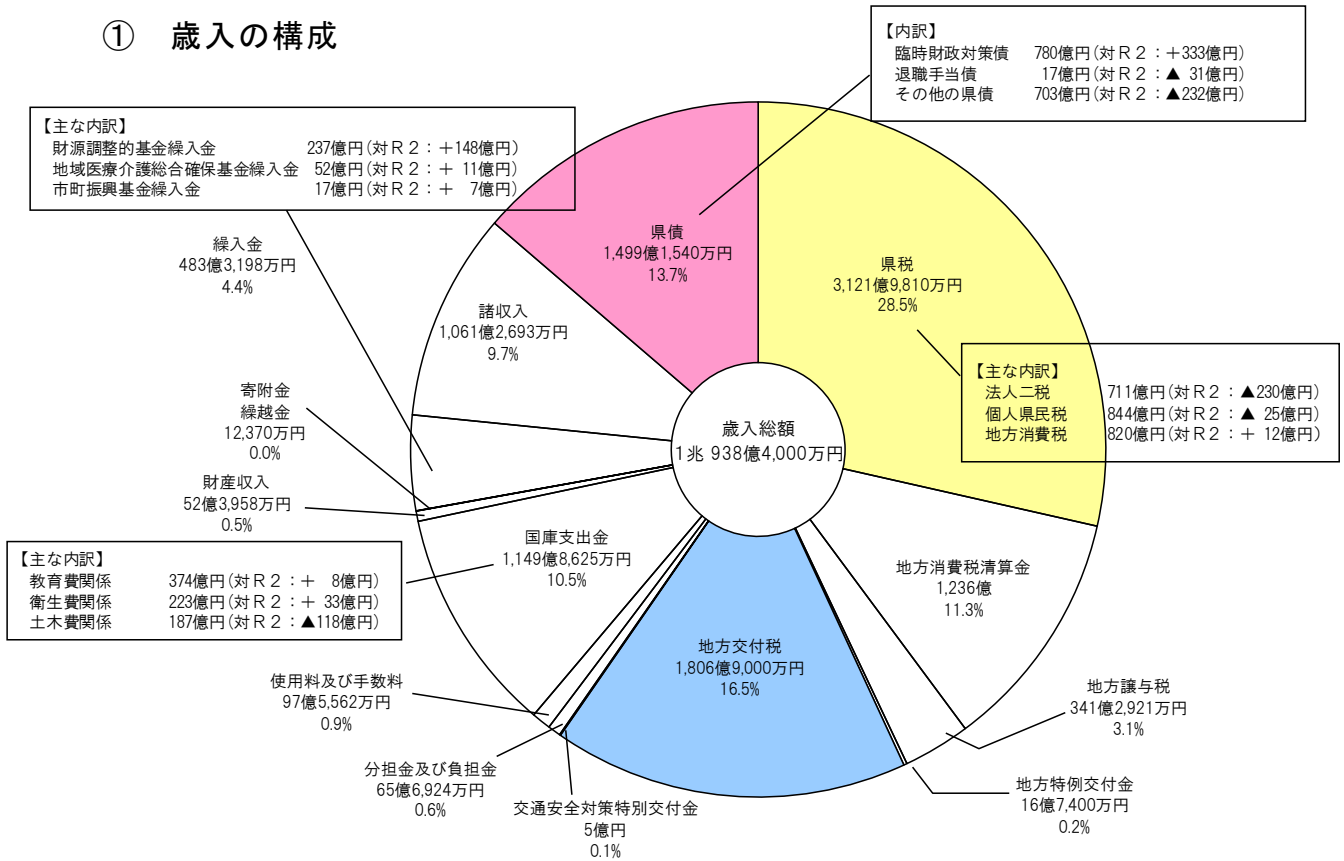 ① 歳入の構成
【内訳】
臨時財政対策債 780億円(対R2:+333億円)
退職手当債 17億円(対R2:▲ 31億円)
その他の県債 703億円(対R2:▲232億円)
【主な内訳】
財源調整的基金繰入金 237億円(対R2:+148億円)
地域医療介護総合確保基金繰入金 52億円(対R2:+ 11億円)
市町振興基金繰入金 17億円(対R2:+ 7億円)
県債
1,499億1,540万円
13.7%
県税
3,121億9,810万円
28.5%
【主な内訳】
法人二税 711億円(対R2:▲230億円)
個人県民税 844億円(対R2:▲ 25億円)
地方消費税 820億円(対R2:+ 12億円)
繰入金
483億3,198万円
4.4%
諸収入
1,061億2,693万円
9.7%
寄附金
繰越金
12,370万円
0.0%
歳入総額
1兆 938億4,000万円
財産収入
52億3,958万円
0.5%
国庫支出金
1,149億8,625万円
10.5%
【主な内訳】
教育費関係 374億円(対R2:+ 8億円)
衛生費関係 223億円(対R2:+ 33億円)
土木費関係 187億円(対R2:▲118億円)
地方消費税清算金
1,236億
11.3%
地方交付税
1,806億9,000万円
16.5%
使用料及び手数料
97億5,562万円
0.9%
地方譲与税
341億2,921万円
3.1%
分担金及び負担金
65億6,924万円
0.6%
交通安全対策特別交付金
5億円
0.1%
地方特例交付金
16億7,400万円
0.2%